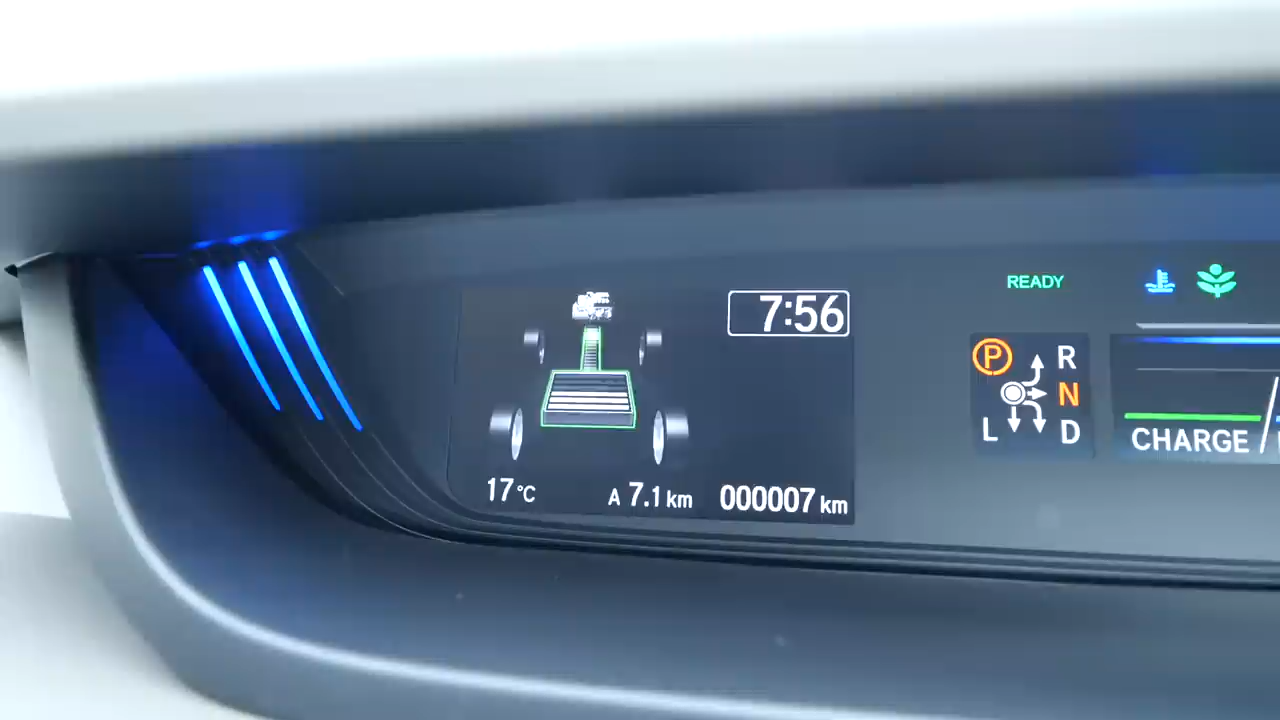 7:56
17 °C
A 7.1 km
000007 km
READY
P
R
N
L
D
CHARGE /